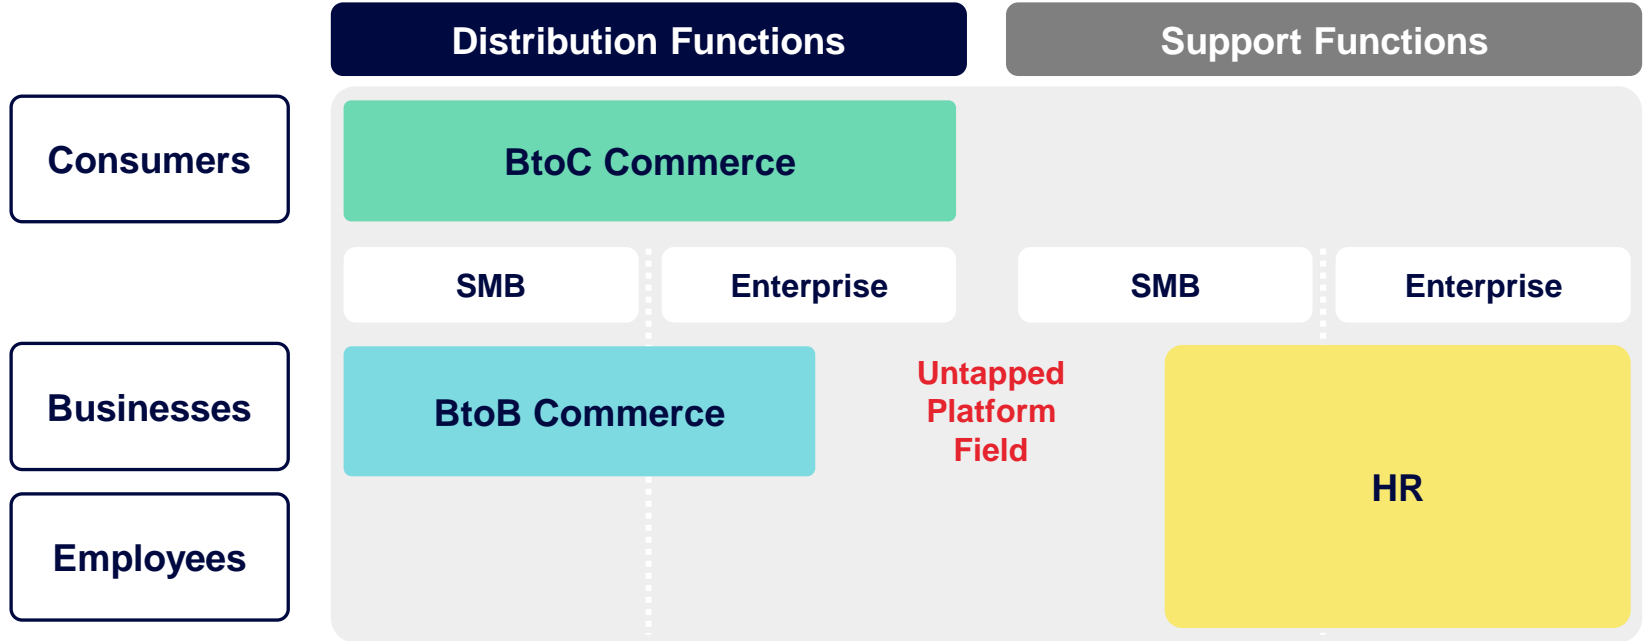 Distribution Functions
Support Functions
Consumers
BtoC Commerce
SMB
Enterprise
SMB
Enterprise
Businesses
BtoB Commerce
Untapped
Platform
Field
HR
Employees